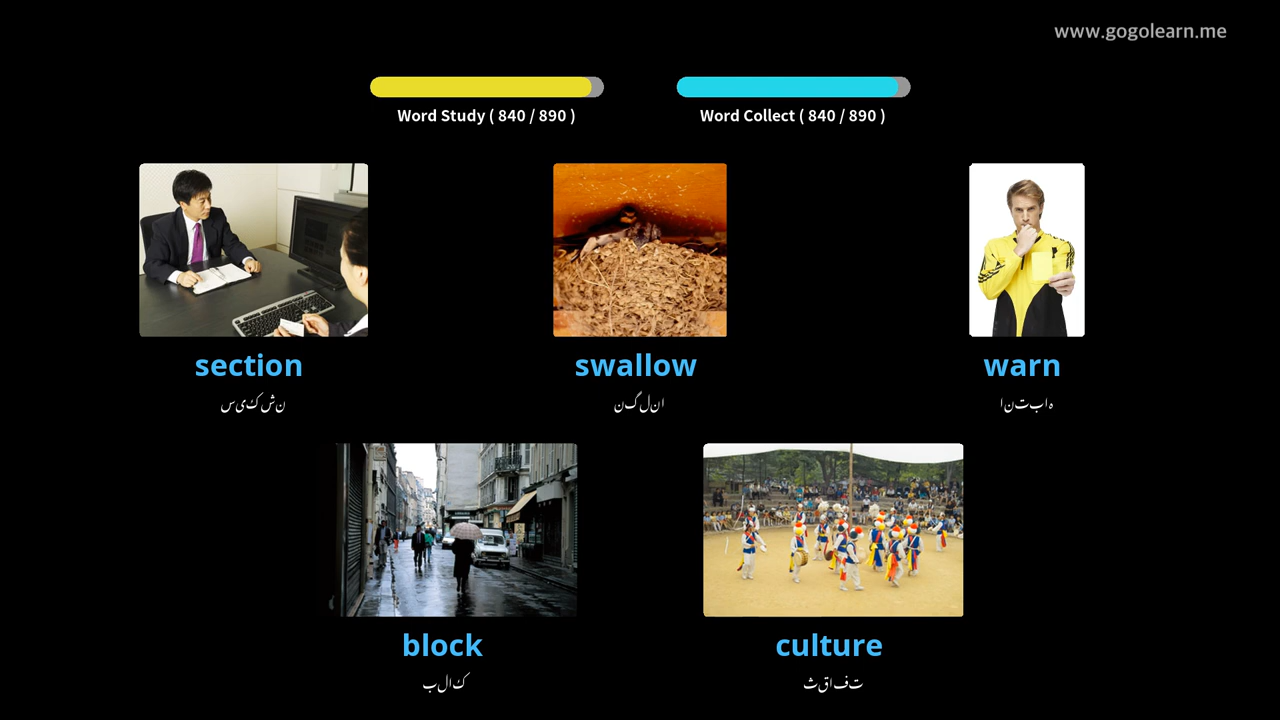 www.gogolearn.me
Word Study ( 840 / 890 )
Word Collect ( 840 / 890 )
section
swallow
warn
سیکشن
نگلنا
انتباہ
block
culture
بلاک
ثقافت